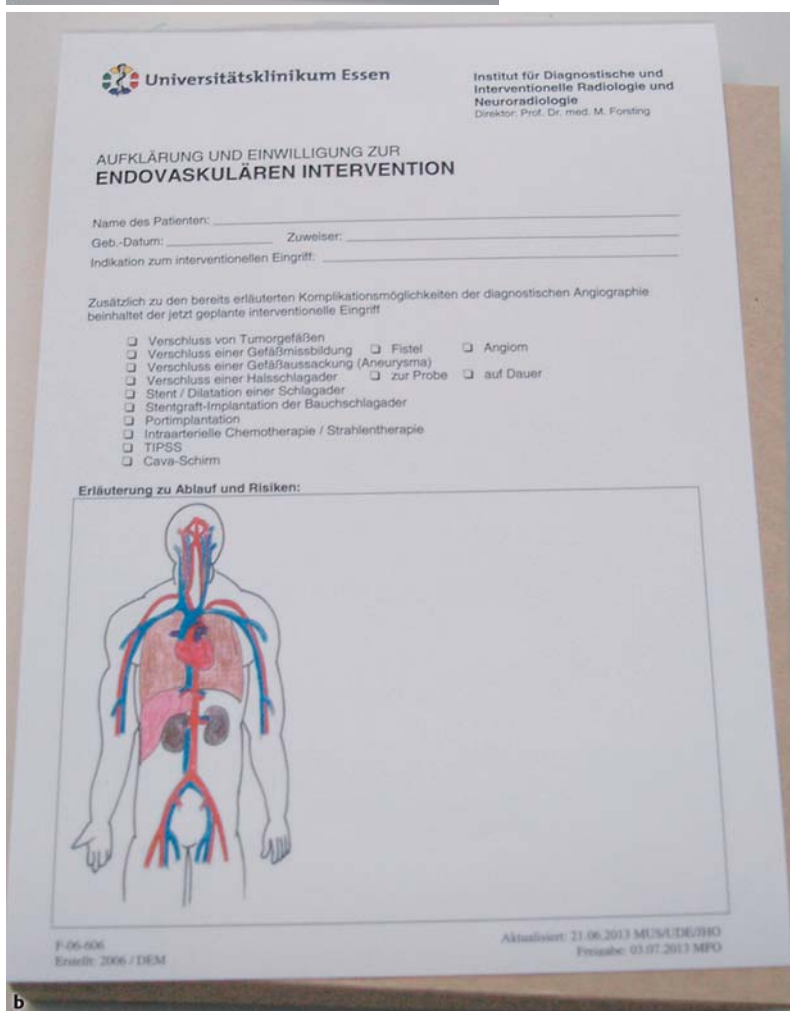 Universitätsklinikum Essen
Institut für Diagnostische und
Interventionelle Radiologie und
Neuroradiologie
Direktor: Prof. Dr. med. M. Forsting
AUFKLÄRUNG UND EINWILLIGUNG ZUR
ENDOVASKULÄREN INTERVENTION
Name des Patienten:
Geb.-Datum: Zuweiser:
Indikation zum interventionellen Eingriff:
Zusätzlich zu den bereits erläuterten Komplikationsmöglichkeiten der diagnostischen Angiographie
beinhaltet der jetzt geplante interventionelle Eingriff
❏ Verschluss von Tumorgefäßen
❏ Verschluss einer Gefäßmissbildung ❏ Fistel ❏ Angiom
❏ Verschluss einer Gefäßaussackung (Aneurysma)
❏ Verschluss einer Halsschlagader ❏ zur Probe ❏ auf Dauer
❏ Stent / Dilatation einer Schlagader
❏ Stentgraft-Implantation der Bauchschlagader
❏ Portimplantation
❏ Intraarterielle Chemotherapie / Strahlentherapie
❏ TIPSS
❏ Cava-Schirm
Erläuterung zu Ablauf und Risiken:
F-06-606
Erstellt: 2006 / DEM
Aktualisiert: 21.06.2013 MUS/UDE/JHO
Freigabe: 03.07.2013 MFO
b